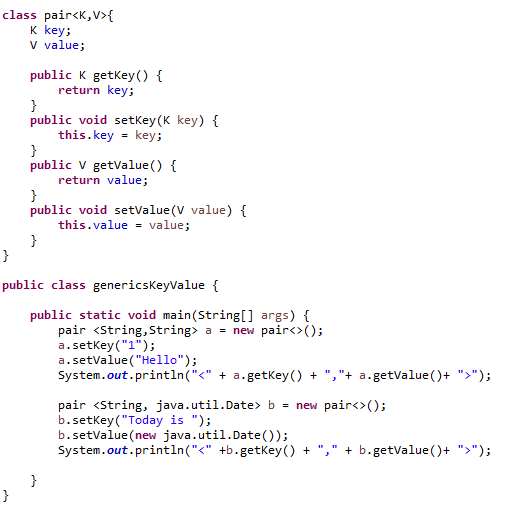 class pair<K,V>{
    K key;
    V value;

    public K getKey() {
        return key;
    }
    public void setKey(K key) {
        this.key = key;
    }
    public V getValue() {
        return value;
    }
    public void setValue(V value) {
        this.value = value;
    }
}

public class genericsKeyValue {

    public static void main(String[] args) {
        pair <String,String> a = new pair<>();
        a.setKey("1");
        a.setValue("Hello");
        System.out.println("<" + a.getKey() + ","+ a.getValue()+ ">");

        pair <String, java.util.Date> b = new pair<>();
        b.setKey("Today is ");
        b.setValue(new java.util.Date());
        System.out.println("<" +b.getKey() + "," + b.getValue()+ ">");

    }
}